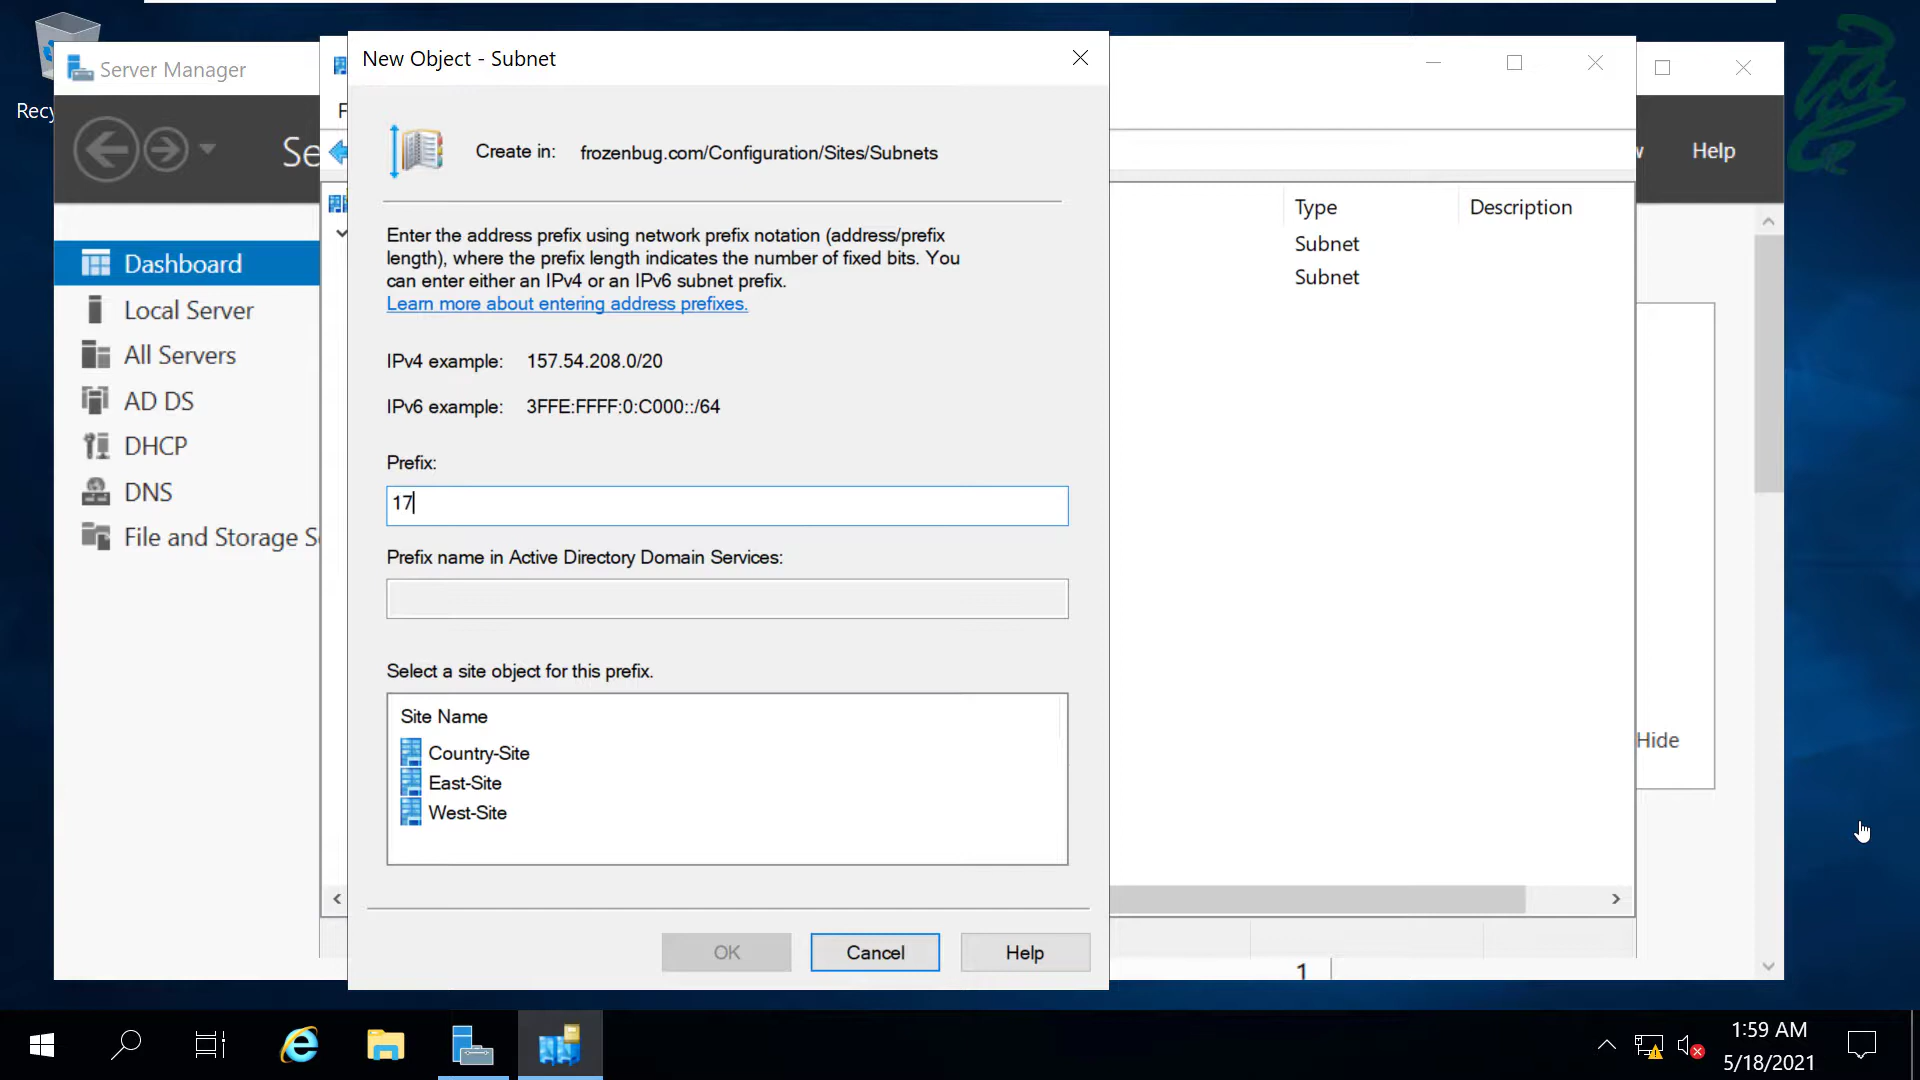 Recy
Server Manager
Se
Help
Dashboard
Local Server
All Servers
AD DS
DHCP
DNS
File and Storage S
F
New Object - Subnet
Create in: frozenbug.com/Configuration/Sites/Subnets
Enter the address prefix using network prefix notation (address/prefix
length), where the prefix length indicates the number of fixed bits. You
can enter either an IPv4 or an IPv6 subnet prefix.
Learn more about entering address prefixes.
IPv4 example: 157.54.208.0/20
IPv6 example: 3FFE:FFFF:0:C000::/64
Prefix:
17
Prefix name in Active Directory Domain Services:
Select a site object for this prefix.
Site Name
Country-Site
East-Site
West-Site
OK Cancel Help
Type Description
Subnet
Subnet
Hide
1
1:59 AM
5/18/2021